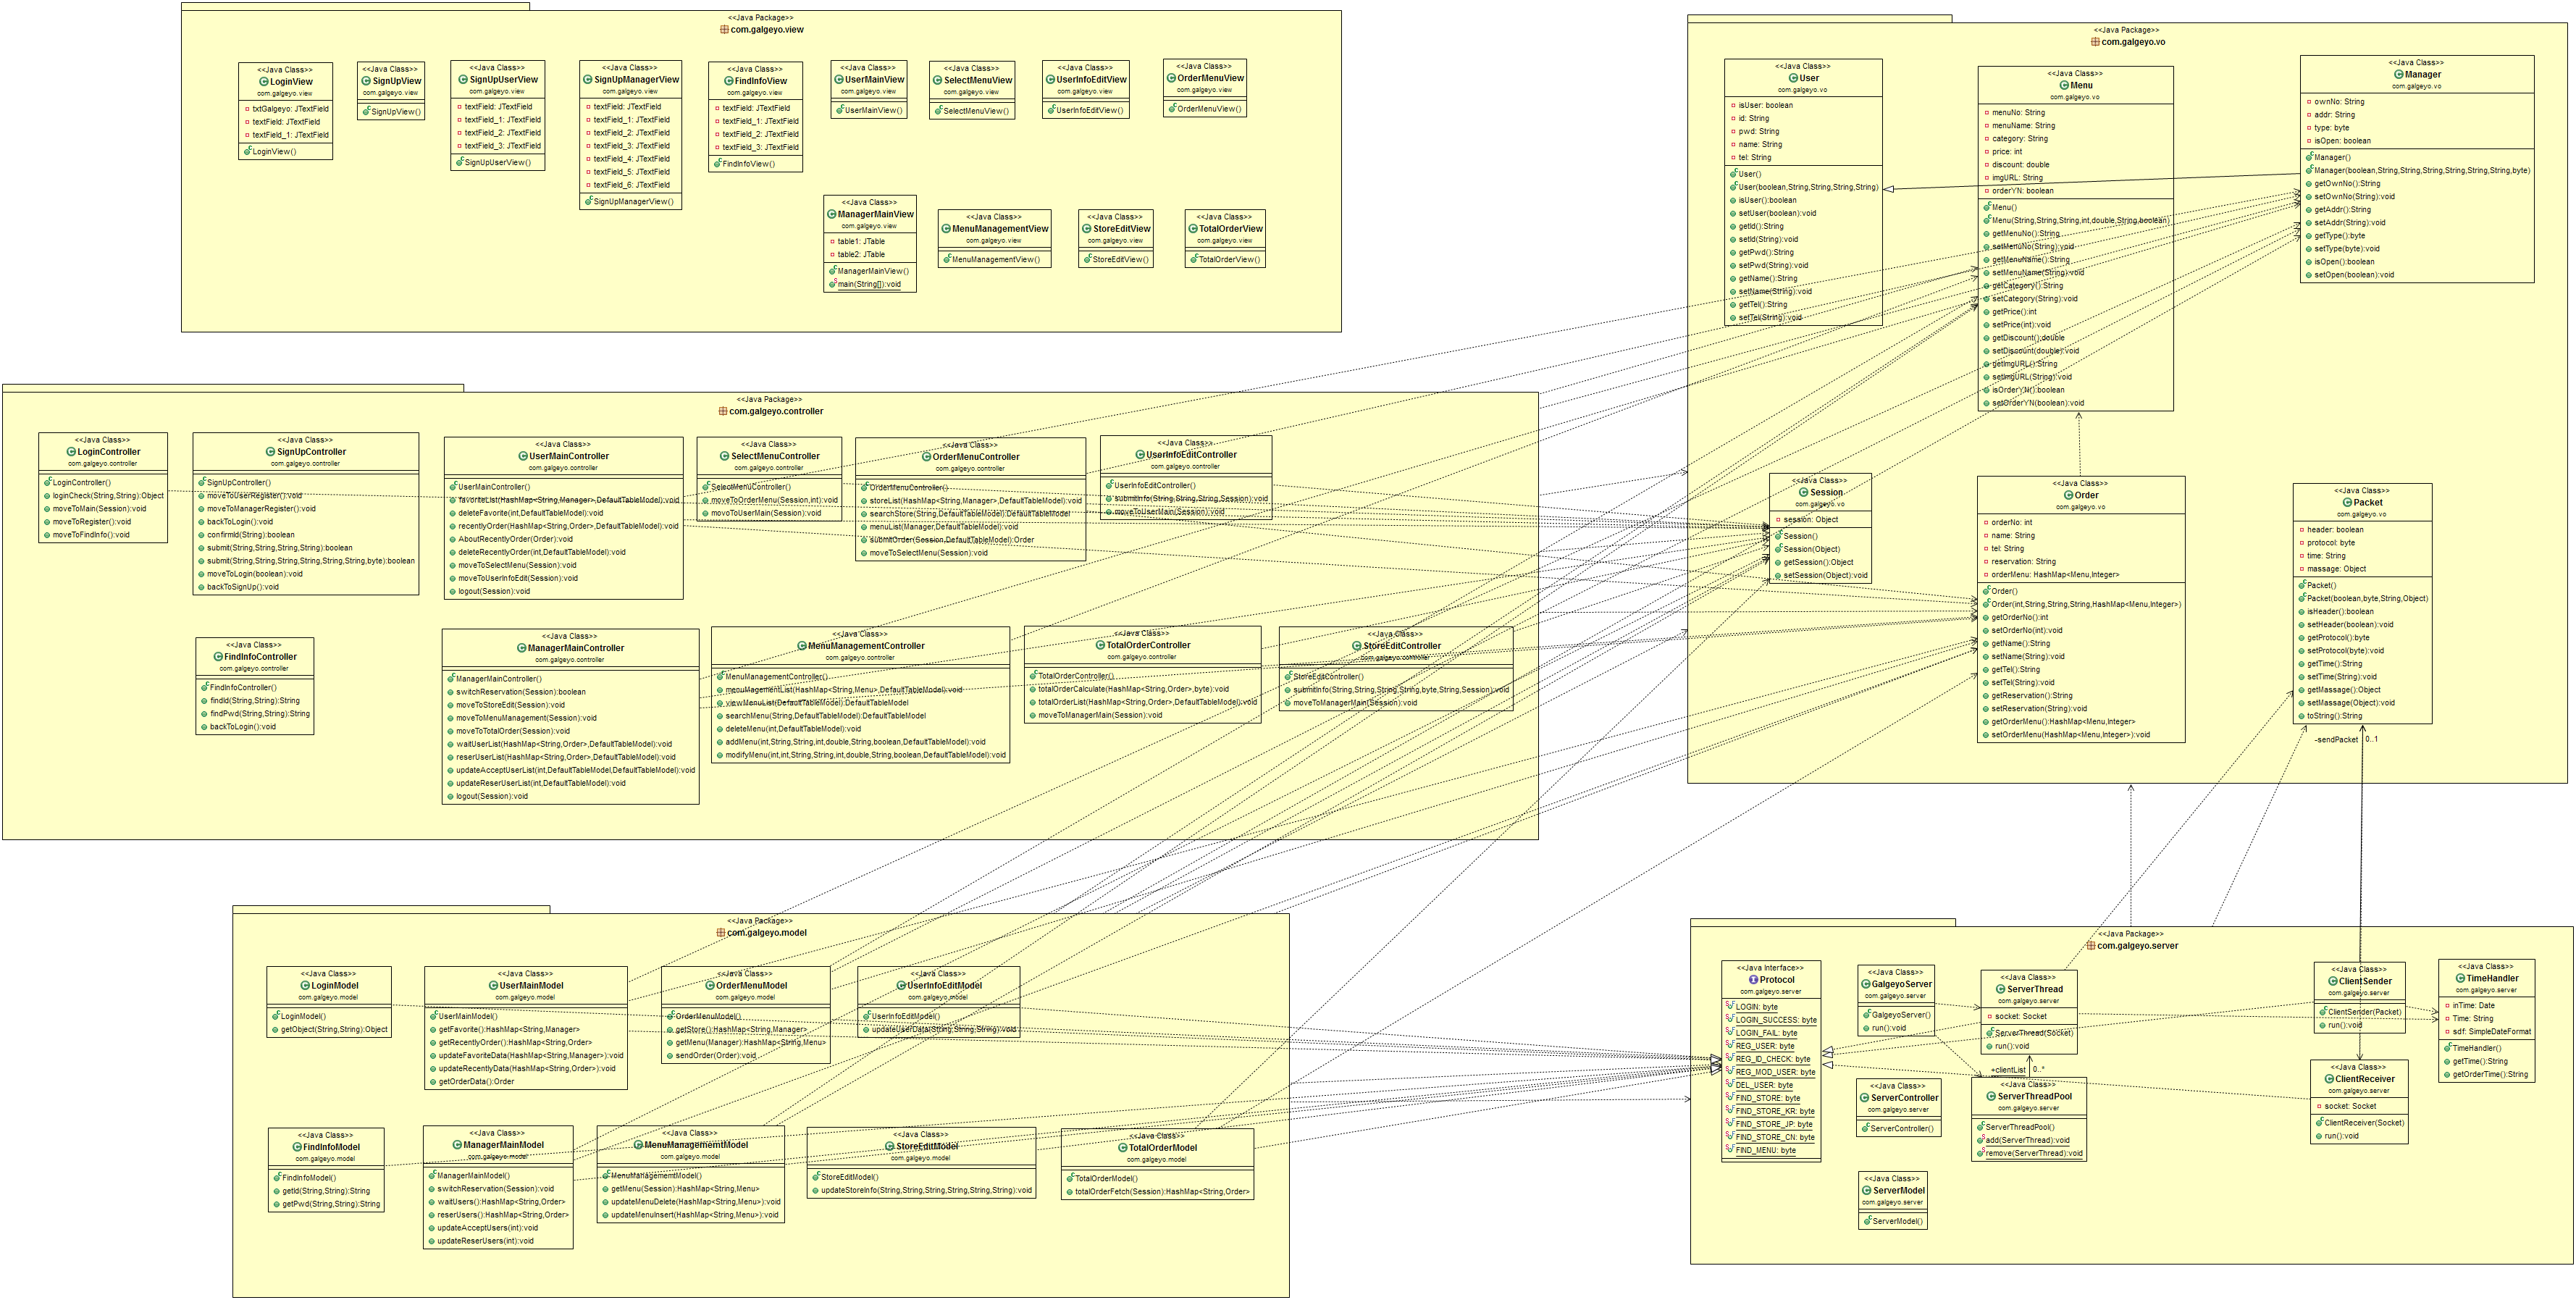 <<Java Package>>
com.galgeyo.view
<<Java Class>>
LoginView
com.galgeyo.view
txtGalgeyo: JTextField
textField: JTextField
textField_1: JTextField
LoginView()
<<Java Class>>
SignUpView
com.galgeyo.view
SignUpView()
<<Java Class>>
SignUpUserView
com.galgeyo.view
textField: JTextField
textField_1: JTextField
textField_2: JTextField
textField_3: JTextField
SignUpUserView()
<<Java Class>>
SignUpManagerView
com.galgeyo.view
textField: JTextField
textField_1: JTextField
textField_2: JTextField
textField_3: JTextField
textField_4: JTextField
textField_5: JTextField
textField_6: JTextField
SignUpManagerView()
<<Java Class>>
FindInfoView
com.galgeyo.view
textField: JTextField
textField_1: JTextField
textField_2: JTextField
textField_3: JTextField
FindInfoView()
<<Java Class>>
UserMainView
com.galgeyo.view
UserMainView()
<<Java Class>>
SelectMenuView
com.galgeyo.view
SelectMenuView()
<<Java Class>>
UserInfoEditView
com.galgeyo.view
UserInfoEditView()
<<Java Class>>
OrderMenuView
com.galgeyo.view
OrderMenuView()
<<Java Class>>
ManagerMainView
com.galgeyo.view
table1: JTable
table2: JTable
ManagerMainView()
main(String[]):void
<<Java Class>>
MenuManagementView
com.galgeyo.view
MenuManagementView()
<<Java Class>>
StoreEditView
com.galgeyo.view
StoreEditView()
<<Java Class>>
TotalOrderView
com.galgeyo.view
TotalOrderView()
<<Java Package>>
com.galgeyo.vo
<<Java Class>>
User
com.galgeyo.vo
isUser: boolean
id: String
pwd: String
name: String
tel: String
User()
User(boolean,String,String,String,String)
isUser():boolean
setUser(boolean):void
getId():String
setId(String):void
getPwd():String
setPwd(String):void
getName():String
setName(String):void
getTel():String
setTel(String):void
<<Java Class>>
Menu
com.galgeyo.vo
menuNo: String
menuName: String
category: String
price: int
discount: double
imgURL: String
orderYN: boolean
Menu()
Menu(String,String,String,int,double,String,boolean)
getMenuNo():String
setMenuNo(String):void
getMenuName():String
setMenuName(String):void
getCategory():String
setCategory(String):void
getPrice():int
setPrice(int):void
getDiscount():double
setDiscount(double):void
getImgURL():String
setImgURL(String):void
isOrderYN():boolean
setOrderYN(boolean):void
<<Java Class>>
Manager
com.galgeyo.vo
ownNo: String
addr: String
type: byte
isOpen: boolean
Manager()
Manager(boolean,String,String,String,String,String,String,byte)
getOwnNo():String
setOwnNo(String):void
getAddr():String
setAddr(String):void
getType():byte
setType(byte):void
isOpen():boolean
setOpen(boolean):void
<<Java Class>>
Session
com.galgeyo.vo
session: Object
Session()
Session(Object)
getSession():Object
setSession(Object):void
<<Java Class>>
Order
com.galgeyo.vo
orderNo: int
name: String
tel: String
reservation: String
orderMenu: HashMap<Menu,Integer>
Order()
Order(int,String,String,String,HashMap<Menu,Integer>)
getOrderNo():int
setOrderNo(int):void
getName():String
setName(String):void
getTel():String
setTel(String):void
getReservation():String
setReservation(String):void
getOrderMenu():HashMap<Menu,Integer>
setOrderMenu(HashMap<Menu,Integer>):void
<<Java Class>>
Packet
com.galgeyo.vo
header: boolean
protocol: byte
time: String
massage: Object
Packet()
Packet(boolean,byte,String,Object)
isHeader():boolean
setHeader(boolean):void
getProtocol():byte
setProtocol(byte):void
getTime():String
setTime(String):void
getMassage():Object
setMassage(Object):void
toString():String
-sendPacket 0..1
<<Java Package>>
com.galgeyo.controller
<<Java Class>>
LoginController
com.galgeyo.controller
LoginController()
loginCheck(String,String):Object
moveToMain(Session):void
moveToRegister():void
moveToFindInfo():void
<<Java Class>>
SignUpController
com.galgeyo.controller
SignUpController()
moveToUserRegister():void
moveToManagerRegister():void
backToLogin():void
confirmId(String):boolean
submit(String,String,String,String):boolean
submit(String,String,String,String,String,String,byte):boolean
moveToLogin(boolean):void
backToSignUp():void
<<Java Class>>
UserMainController
com.galgeyo.controller
UserMainController()
favoriteList(HashMap<String,Manager>,DefaultTableModel):void
deleteFavorite(int,DefaultTableModel):void
recentlyOrder(HashMap<String,Order>,DefaultTableModel):void
AboutRecentlyOrder(Order):void
deleteRecentlyOrder(int,DefaultTableModel):void
moveToSelectMenu(Session):void
moveToUserInfoEdit(Session):void
logout(Session):void
<<Java Class>>
SelectMenuController
com.galgeyo.controller
SelectMenuController()
moveToOrderMenu(Session,int):void
moveToUserMain(Session):void
<<Java Class>>
OrderMenuController
com.galgeyo.controller
OrderMenuController()
storeList(HashMap<String,Manager>,DefaultTableModel):void
searchStore(String,DefaultTableModel):DefaultTableModel
menuList(Manager,DefaultTableModel):void
submitOrder(Session,DefaultTableModel):Order
moveToSelectMenu(Session):void
<<Java Class>>
UserInfoEditController
com.galgeyo.controller
UserInfoEditController()
submitInfo(String,String,String,Session):void
moveToUserMain(Session):void
<<Java Class>>
FindInfoController
com.galgeyo.controller
FindInfoController()
findId(String,String):String
findPwd(String,String):String
backToLogin():void
<<Java Class>>
ManagerMainController
com.galgeyo.controller
ManagerMainController()
switchReservation(Session):boolean
moveToStoreEdit(Session):void
moveToMenuManagement(Session):void
moveToTotalOrder(Session):void
waitUserList(HashMap<String,Order>,DefaultTableModel):void
reserUserList(HashMap<String,Order>,DefaultTableModel):void
updateAcceptUserList(int,DefaultTableModel,DefaultTableModel):void
updateReserUserList(int,DefaultTableModel):void
logout(Session):void
<<Java Class>>
MenuManagementController
com.galgeyo.controller
MenuManagementController()
menuMagementList(HashMap<String,Menu>,DefaultTableModel):void
viewMenuList(DefaultTableModel):DefaultTableModel
searchMenu(String,DefaultTableModel):DefaultTableModel
deleteMenu(int,DefaultTableModel):void
addMenu(int,String,String,int,double,String,boolean,DefaultTableModel):void
modifyMenu(int,int,String,String,int,double,String,boolean,DefaultTableModel):void
<<Java Class>>
TotalOrderController
com.galgeyo.controller
TotalOrderController()
totalOrderCalculate(HashMap<String,Order>,byte):void
totalOrderList(HashMap<String,Order>,DefaultTableModel):void
moveToManagerMain(Session):void
<<Java Class>>
StoreEditController
com.galgeyo.controller
StoreEditController()
submitInfo(String,String,String,String,byte,String,Session):void
moveToManagerMain(Session):void
<<Java Package>>
com.galgeyo.model
<<Java Class>>
LoginModel
com.galgeyo.model
LoginModel()
getObject(String,String):Object
<<Java Class>>
UserMainModel
com.galgeyo.model
UserMainModel()
getFavorite():HashMap<String,Manager>
getRecentlyOrder():HashMap<String,Order>
updateFavoriteData(HashMap<String,Manager>):void
updateRecentlyData(HashMap<String,Order>):void
getOrderData():Order
<<Java Class>>
OrderMenuModel
com.galgeyo.model
OrderMenuModel()
getStore():HashMap<String,Manager>
getMenu(Manager):HashMap<String,Menu>
sendOrder(Order):void
<<Java Class>>
UserInfoEditModel
com.galgeyo.model
UserInfoEditModel()
updateUserData(String,String,String):void
<<Java Class>>
FindInfoModel
com.galgeyo.model
FindInfoModel()
getId(String,String):String
getPwd(String,String):String
<<Java Class>>
ManagerMainModel
com.galgeyo.model
ManagerMainModel()
switchReservation(Session):void
waitUsers():HashMap<String,Order>
reserUsers():HashMap<String,Order>
updateAcceptUsers(int):void
updateReserUsers(int):void
<<Java Class>>
MenuManagememtModel
com.galgeyo.model
MenuManagementModel()
getMenu(Session):HashMap<String,Menu>
updateMenuDelete(HashMap<String,Menu>):void
updateMenuInsert(HashMap<String,Menu>):void
<<Java Class>>
StoreEditModel
com.galgeyo.model
StoreEditModel()
updateStoreInfo(String,String,String,String,String,String):void
<<Java Class>>
TotalOrderModel
com.galgeyo.model
TotalOrderModel()
totalOrderFetch(Session):HashMap<String,Order>
<<Java Package>>
com.galgeyo.server
<<Java Interface>>
Protocol
com.galgeyo.server
LOGIN: byte
LOGIN_SUCCESS: byte
LOGIN_FAIL: byte
REG_USER: byte
REG_ID_CHECK: byte
REG_MOD_USER: byte
DEL_USER: byte
FIND_STORE: byte
FIND_STORE_KR: byte
FIND_STORE_JP: byte
FIND_STORE_CN: byte
FIND_MENU: byte
<<Java Class>>
GalgeyoServer
com.galgeyo.server
GalgeyoServer()
run():void
<<Java Class>>
ServerThread
com.galgeyo.server
socket: Socket
ServerThread(Socket)
run():void
+clientList 0..*
<<Java Class>>
ServerController
com.galgeyo.server
ServerController()
<<Java Class>>
ServerThreadPool
com.galgeyo.server
ServerThreadPool()
add(ServerThread):void
remove(ServerThread):void
<<Java Class>>
ServerModel
com.galgeyo.server
ServerModel()
<<Java Class>>
ClientSender
com.galgeyo.server
ClientSender(Packet)
run():void
<<Java Class>>
TimeHandler
com.galgeyo.server
inTime: Date
Time: String
sdf: SimpleDateFormat
TimeHandler()
getTime():String
getOrderTime():String
<<Java Class>>
ClientReceiver
com.galgeyo.server
socket: Socket
ClientReceiver(Socket)
run():void